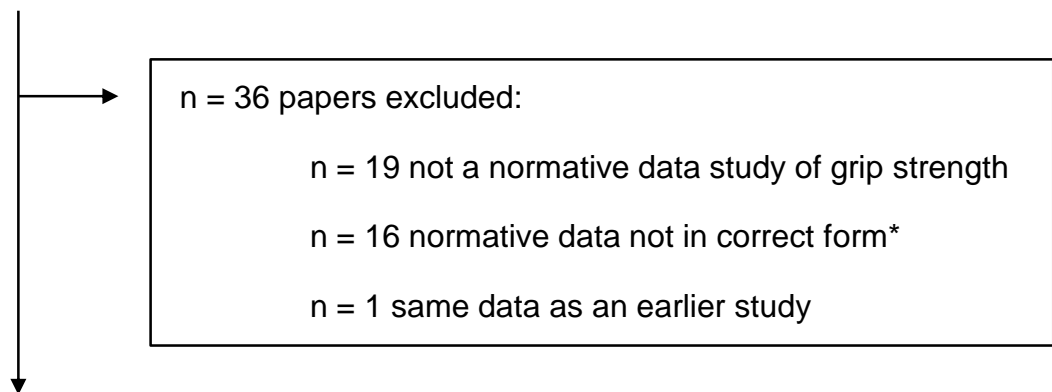 n = 36 papers excluded:
n = 19 not a normative data study of grip strength
n = 16 normative data not in correct form*
n = 1 same data as an earlier study